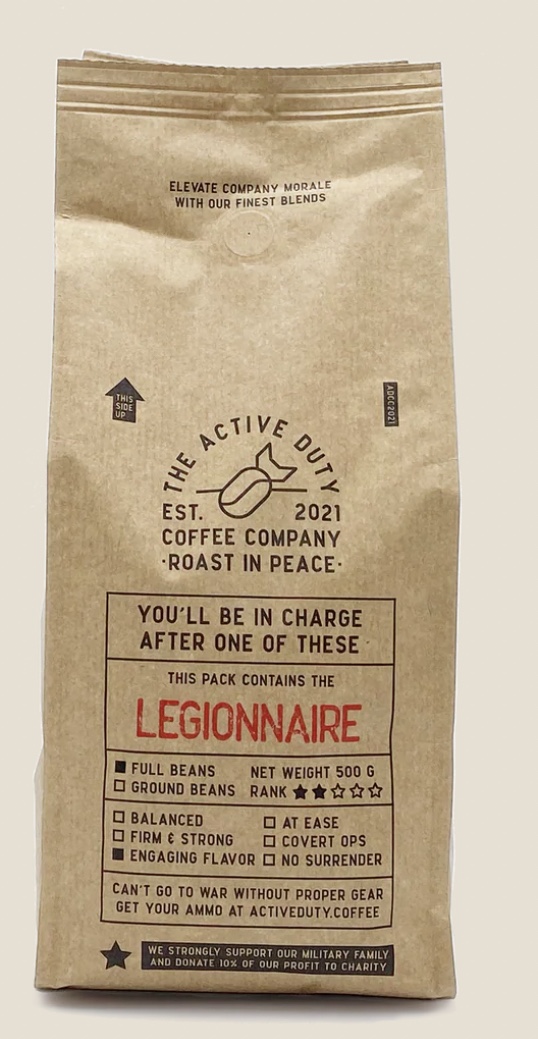 ELEVATE COMPANY MORALE
WITH OUR FINEST BLENDS
THIS
SIDE
UP
ADCC2021
THE ACTIVE DUTY
EST. 2021
COFFEE COMPANY
·ROAST IN PEACE·
YOU'LL BE IN CHARGE
AFTER ONE OF THESE
THIS PACK CONTAINS THE
LEGIONNAIRE
FULL BEANS NET WEIGHT 500 G
GROUND BEANS RANK
BALANCED AT EASE
FIRM & STRONG COVERT OPS
ENGAGING FLAVOR NO SURRENDER
CAN'T GO TO WAR WITHOUT PROPER GEAR
GET YOUR AMMO AT ACTIVEDUTY.COFFEE
WE STRONGLY SUPPORT OUR MILITARY FAMILY
AND DONATE 10% OF OUR PROFIT TO CHARITY